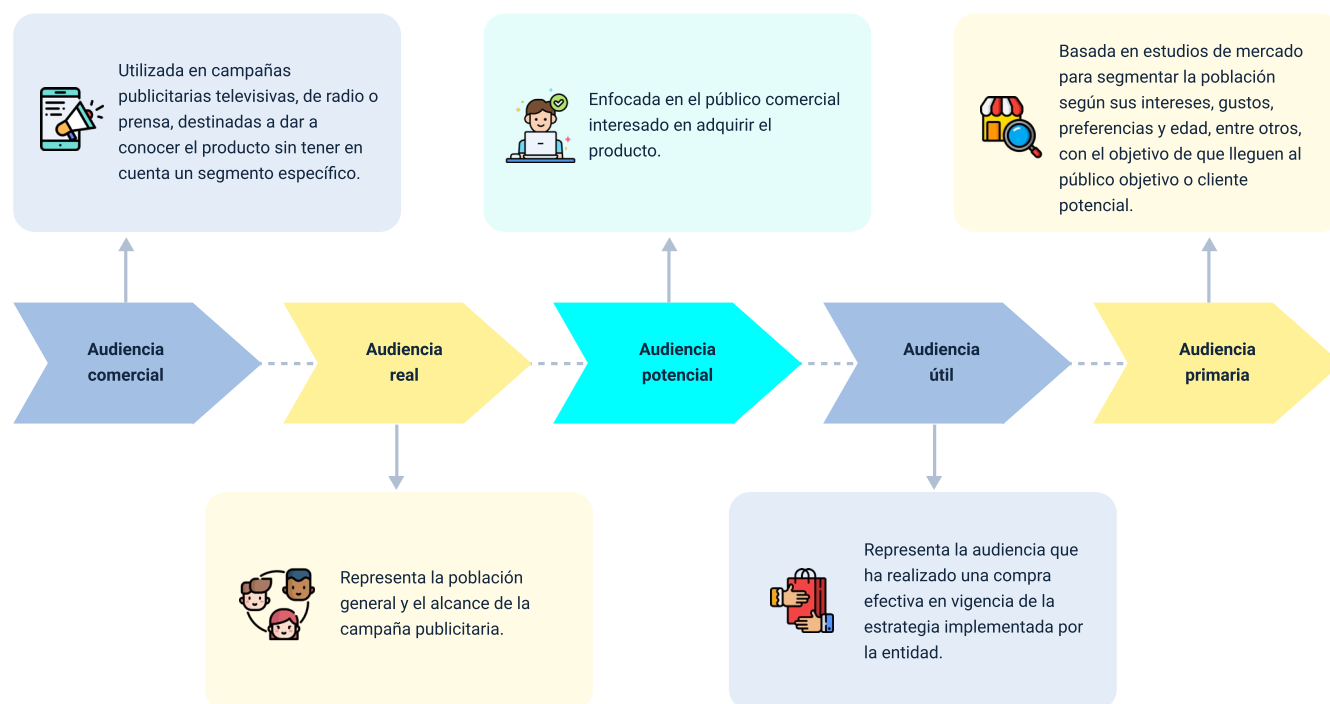 Utilizada en campañas
publicitarias televisivas, de radio o
prensa, destinadas a dar a
conocer el producto sin tener en
cuenta un segmento específico.
Enfocada en el público comercial
interesado en adquirir el
producto.
Basada en estudios de mercado
para segmentar la población
según sus intereses, gustos,
preferencias y edad, entre otros,
con el objetivo de que lleguen al
público objetivo o cliente
potencial.
Audiencia
comercial
Audiencia
real
Audiencia
potencial
Audiencia
útil
Audiencia
primaria
Representa la población
general y el alcance de la
campaña publicitaria.
Representa la audiencia que
ha realizado una compra
efectiva en vigencia de la
estrategia implementada por
la entidad.